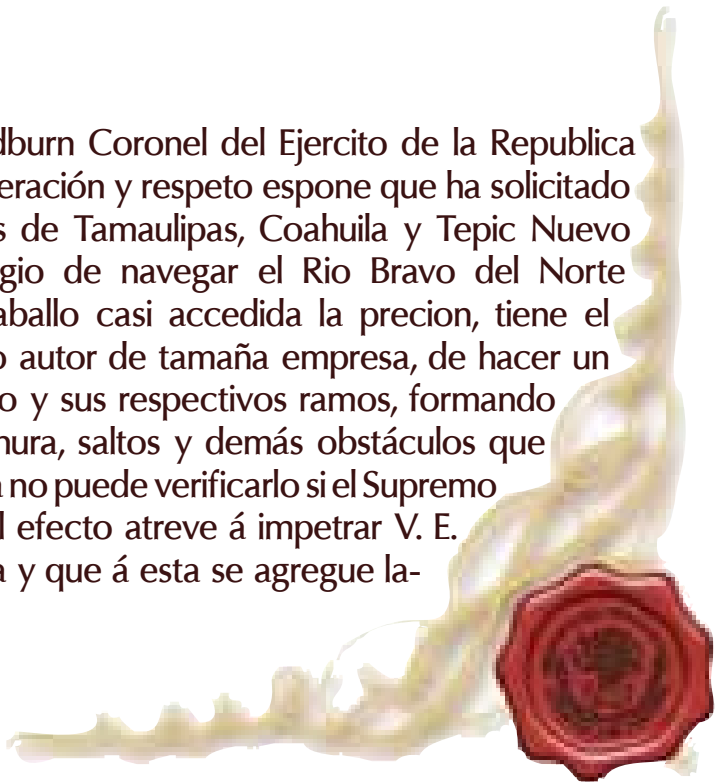 dburn Coronel del Ejercito de la Republica
eración y respeto espone que ha solicitado
s de Tamaulipas, Coahuila y Tepic Nuevo
gio de navegar el Rio Bravo del Norte
aballo casi accedida la precion, tiene el
o autor de tamaña empresa, de hacer un
o y sus respectivos ramos, formando
hura, saltos y demás obstáculos que
a no puede verificarlo si el Supremo
l efecto atreve á impetrar V. E.
a y que á esta se agregue la-